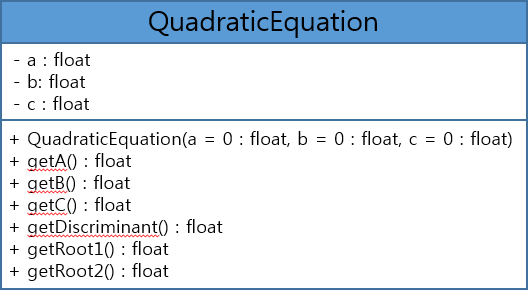 QuadraticEquation
- a : float
- b: float
- c : float
+ QuadraticEquation(a = 0 : float, b = 0 : float, c = 0 : float)
+ getA() : float
+ getB() : float
+ getC() : float
+ getDiscriminant() : float
+ getRoot1() : float
+ getRoot2() : float